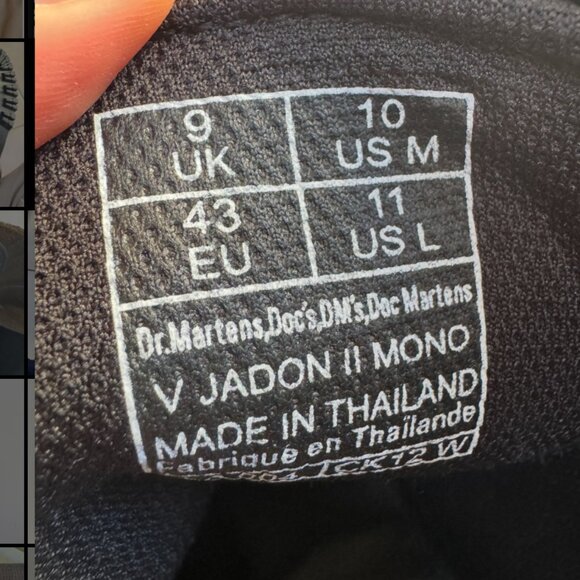 9 10
UK US M
43 11
EU US L
Dr.Martens,Doc's,DM's,Doc Martens
V JADON II MONO
MADE IN THAILAND
Fabriqué en Thaïlande
CK12W